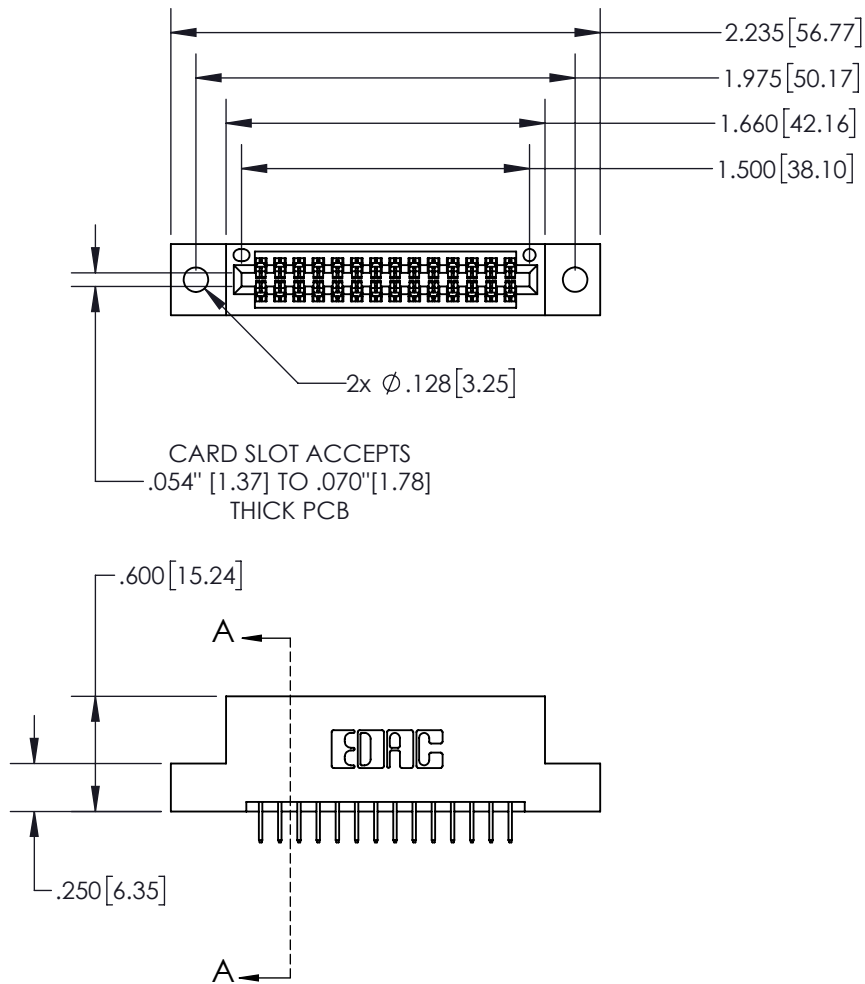 2.235[56.77]
1.975[50.17]
1.660[42.16]
1.500[38.10]
2x ∅.128[3.25]
CARD SLOT ACCEPTS
.054" [1.37] TO .070"[1.78]
THICK PCB
.600[15.24]
A
EDAC
.250[6.35]
A